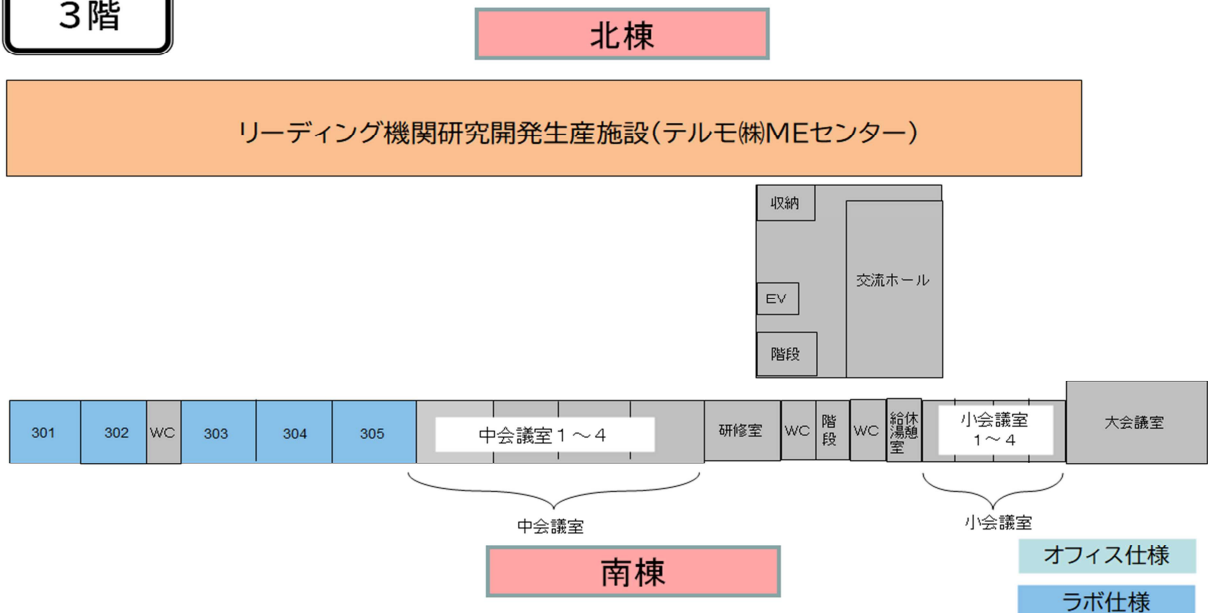 3階
北棟
リーディング機関研究開発生産施設(テルモ㈱MEセンター)
収納
交流ホール
EV
階段
301
302
WC
303
304
305
中会議室1～4
研修室
WC
階段
WC
給湯室
休憩
小会議室
1～4
大会議室
中会議室
小会議室
南棟
オフィス仕様
ラボ仕様